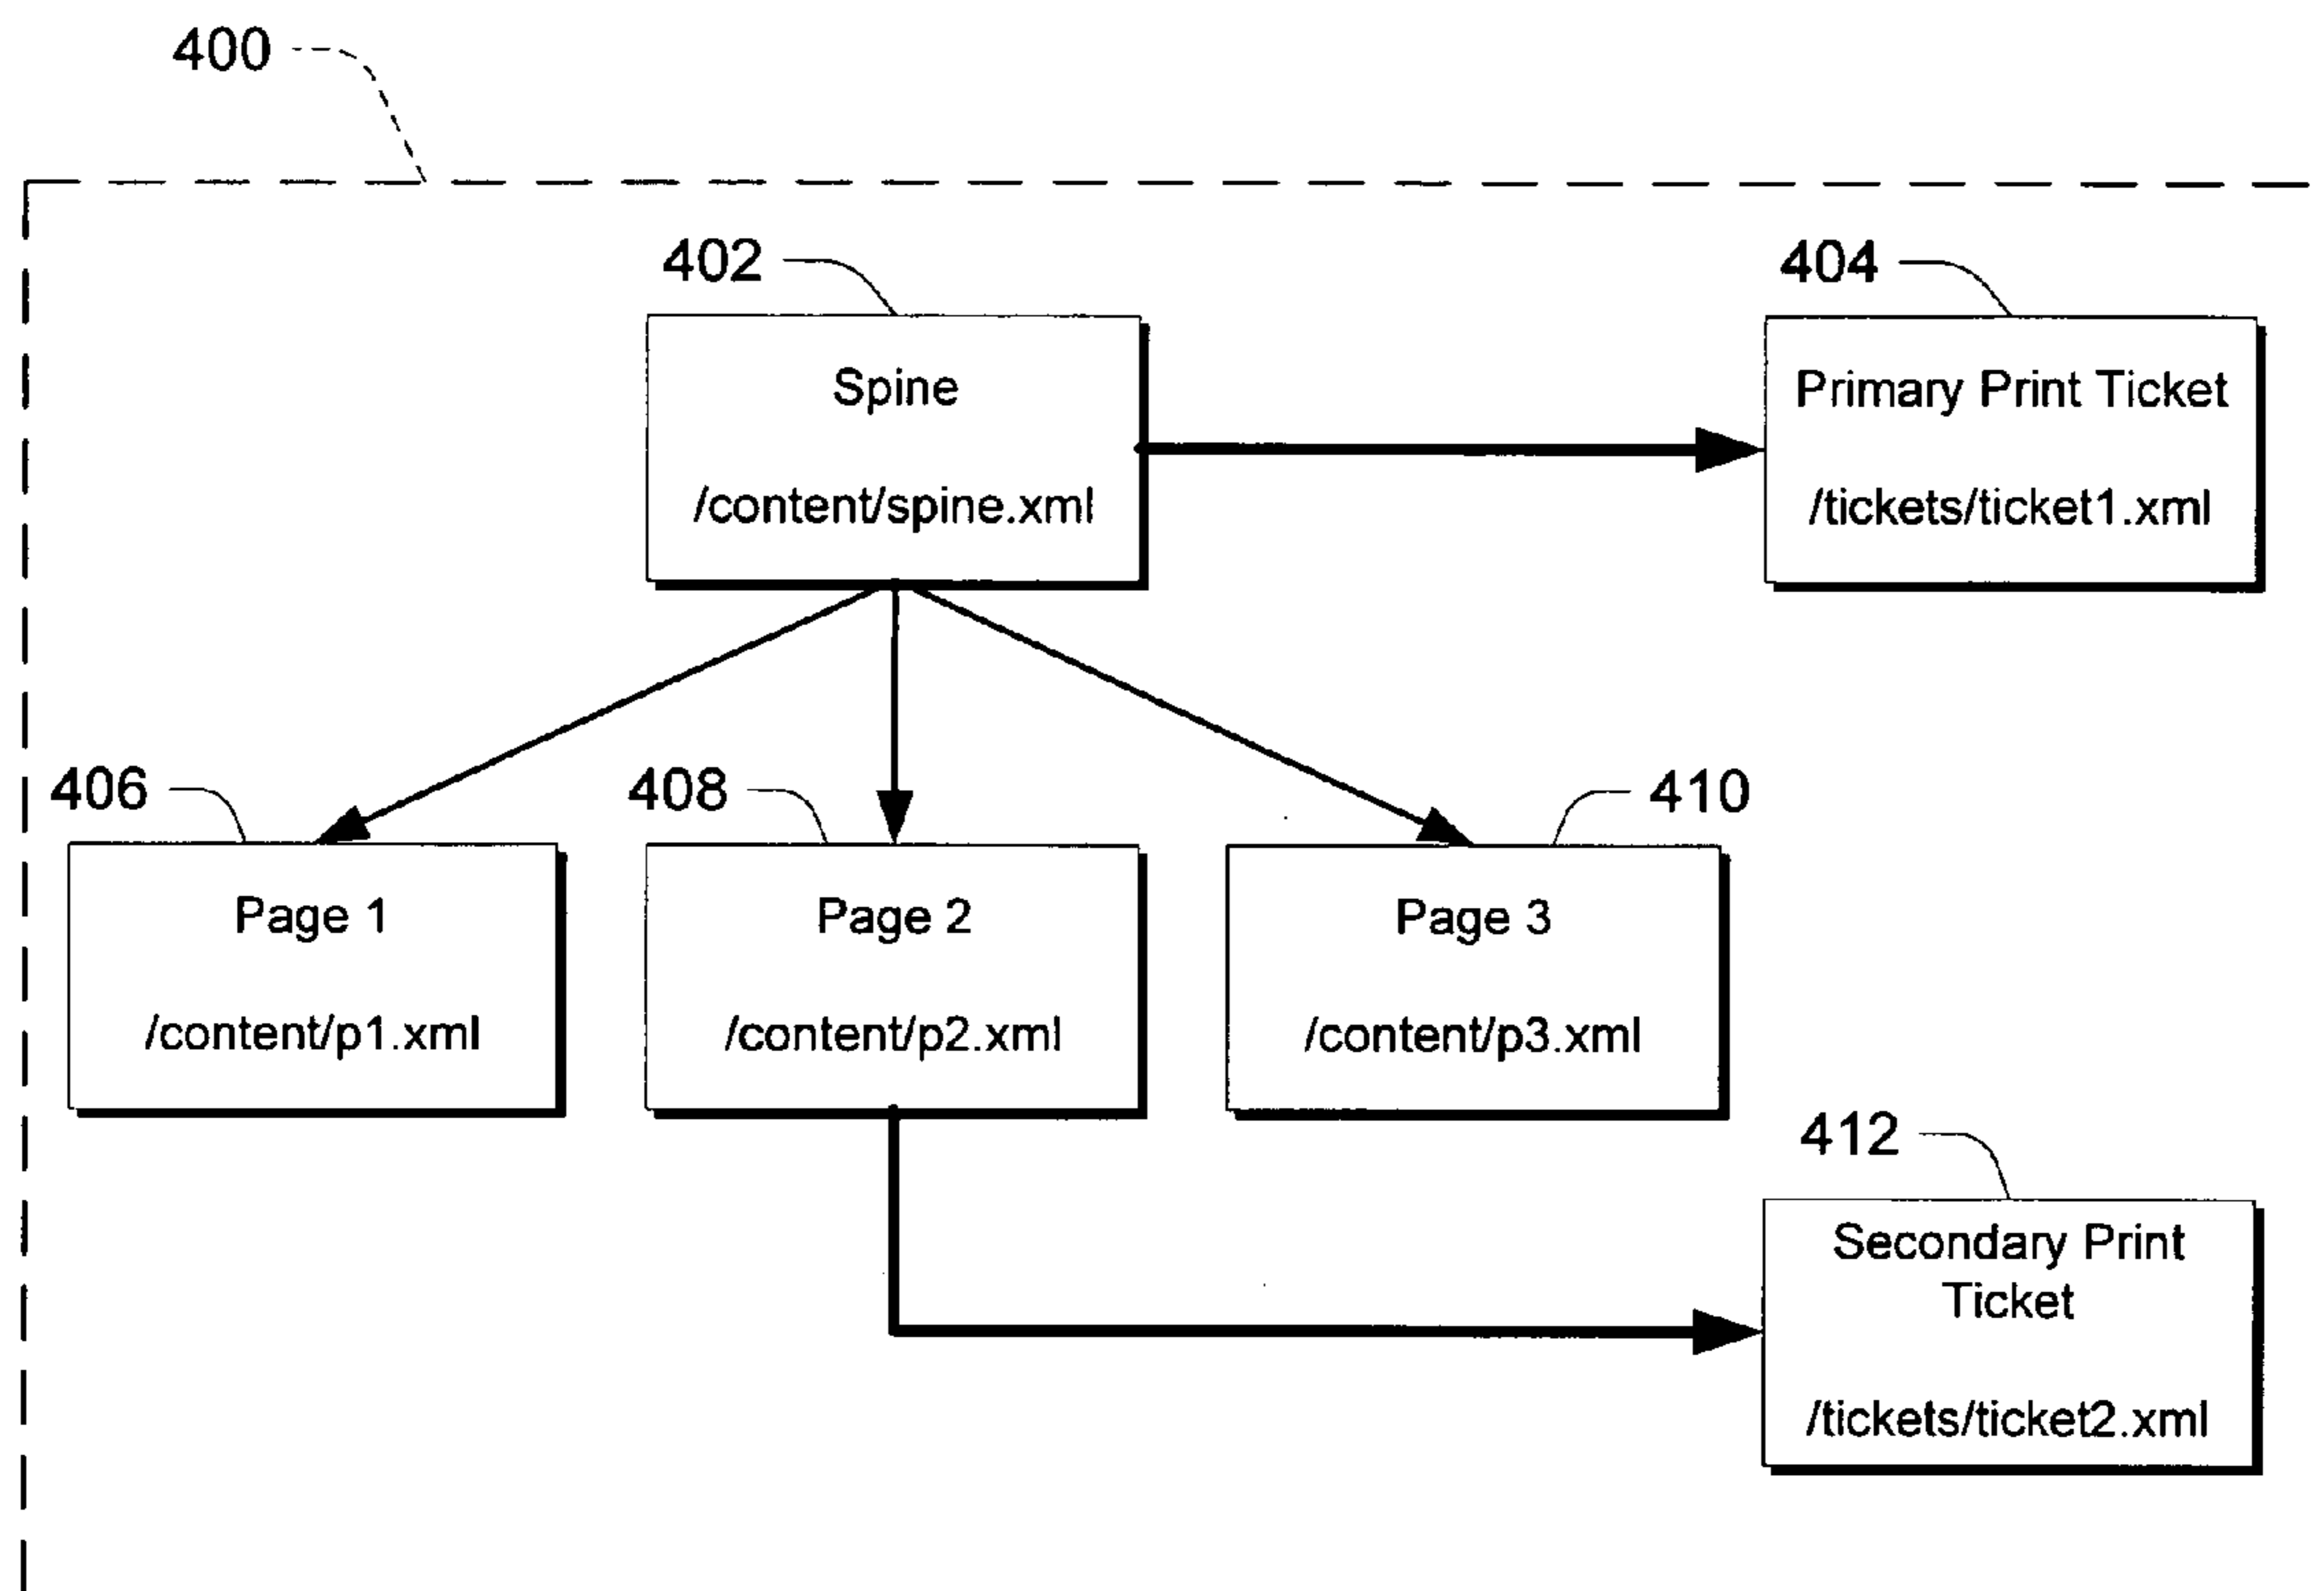 400
402
404
Spine
/content/spine.xml
Primary Print Ticket
/tickets/ticket1.xml
406
408
410
Page 1
/content/p1.xml
Page 2
/content/p2.xml
Page 3
/content/p3.xml
412
Secondary Print
Ticket
/tickets/ticket2.xml